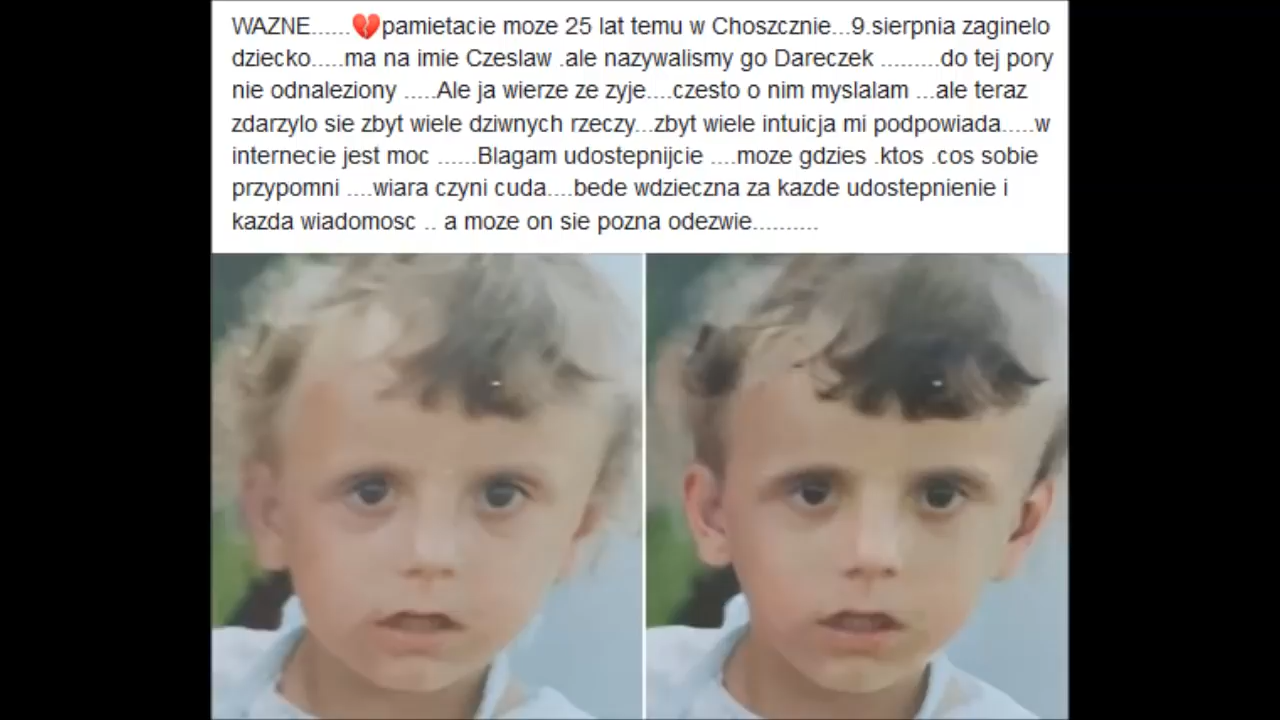 WAZNE......💔pamietacie moze 25 lat temu w Choszcznie...9.sierpnia zaginelo
dziecko.....ma na imie Czeslaw .ale nazywalismy go Dareczek .........do tej pory
nie odnaleziony .....Ale ja wierze ze zyje....czesto o nim myslalam ...ale teraz
zdarzylo sie zbyt wiele dziwnych rzeczy...zbyt wiele intuicja mi podpowiada.....w
internecie jest moc ......Blagam udostepnijcie ....moze gdzies .ktos .cos sobie
przypomni ....wiara czyni cuda....bede wdzieczna za kazde udostepnienie i
kazda wiadomosc .. a moze on sie pozna odezwie..........